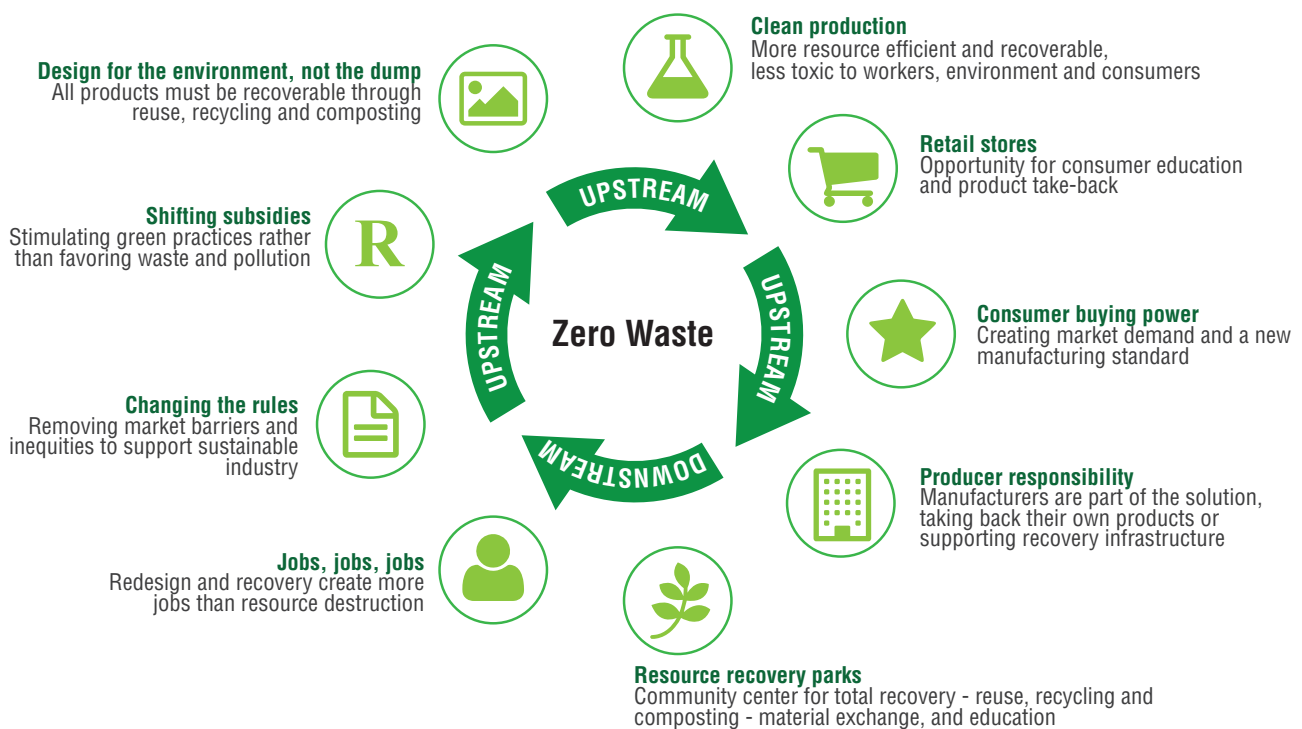 Clean production
More resource efficient and recoverable,
less toxic to workers, environment and consumers
Design for the environment, not the dump
All products must be recoverable through
reuse, recycling and composting
Retail stores
Opportunity for consumer education
and product take-back
UPSTREAM
Shifting subsidies
Stimulating green practices rather
than favoring waste and pollution
R
UPSTREAM
UPSTREAM
Zero Waste
Consumer buying power
Creating market demand and a new
manufacturing standard
Changing the rules
Removing market barriers and
inequities to support sustainable
industry
DOWNSTREAM
Producer responsibility
Manufacturers are part of the solution,
taking back their own products or
supporting recovery infrastructure
Jobs, jobs, jobs
Redesign and recovery create more
jobs than resource destruction
Resource recovery parks
Community center for total recovery - reuse, recycling and
composting - material exchange, and education